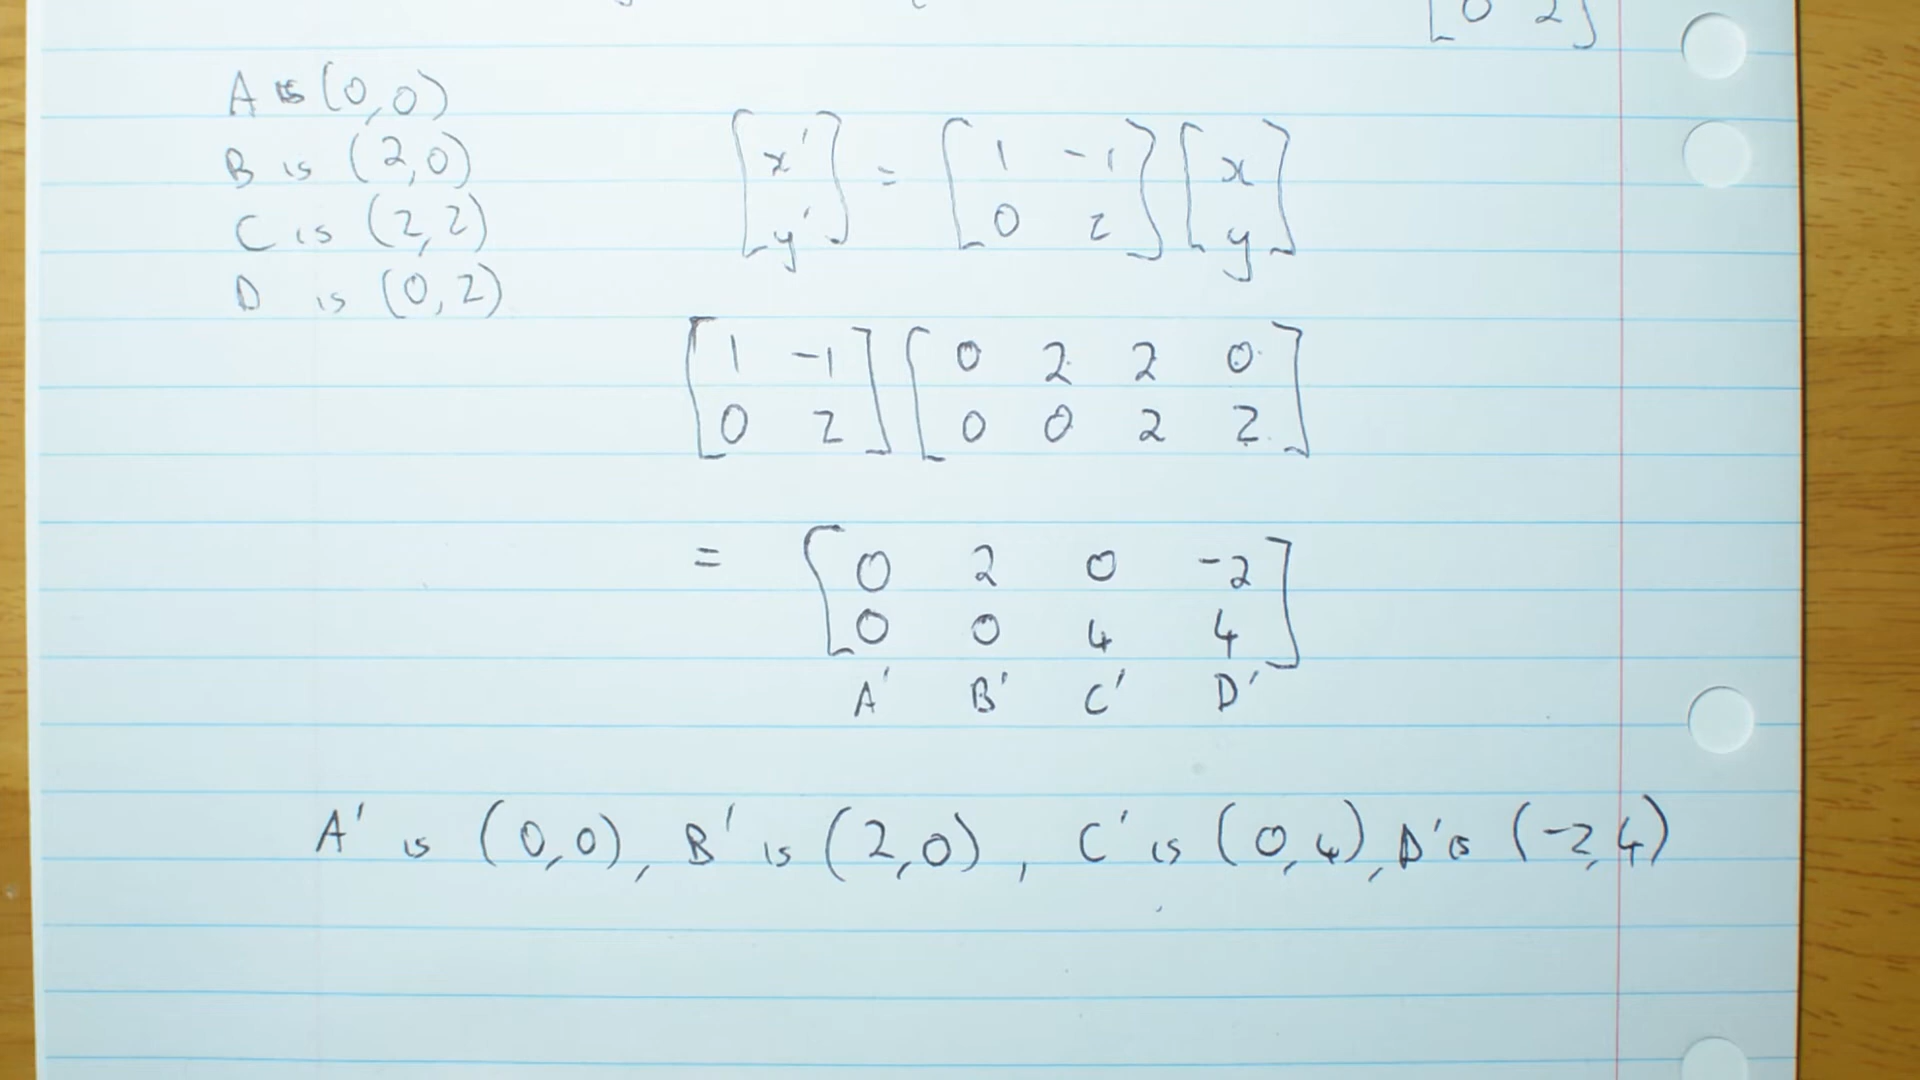 0 2
A is (0,0)
B is (2,0)
C is (2,2)
D is (0,2)
[x' y'] = [1 -1 0 2] [x y]
[1 -1 0 2] [0 2 2 0 0 0 2 2]
= [0 2 0 -2 0 0 4 4]
A' B' C' D'
A' is (0,0), B' is (2,0), C' is (0,4), D' is (-2,4)